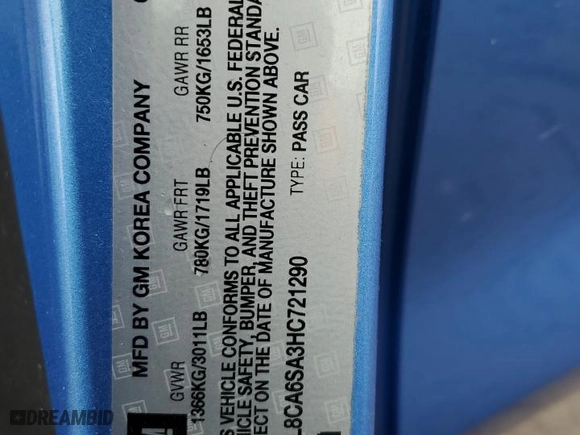 MFD BY GM KOREA COMPANY
GVWR GAWR FRT GAWR RR
1366KG/3011LB 780KG/1719LB 750KG/1653LB
VEHICLE CONFORMS TO ALL APPLICABLE U.S. FEDERAL
VEHICLE SAFETY, BUMPER, AND THEFT PREVENTION STANDA
ECT ON THE DATE OF MANUFACTURE SHOWN ABOVE.
L8CA6SA3HC721290 TYPE: PASS CAR
GM
DREAMBID